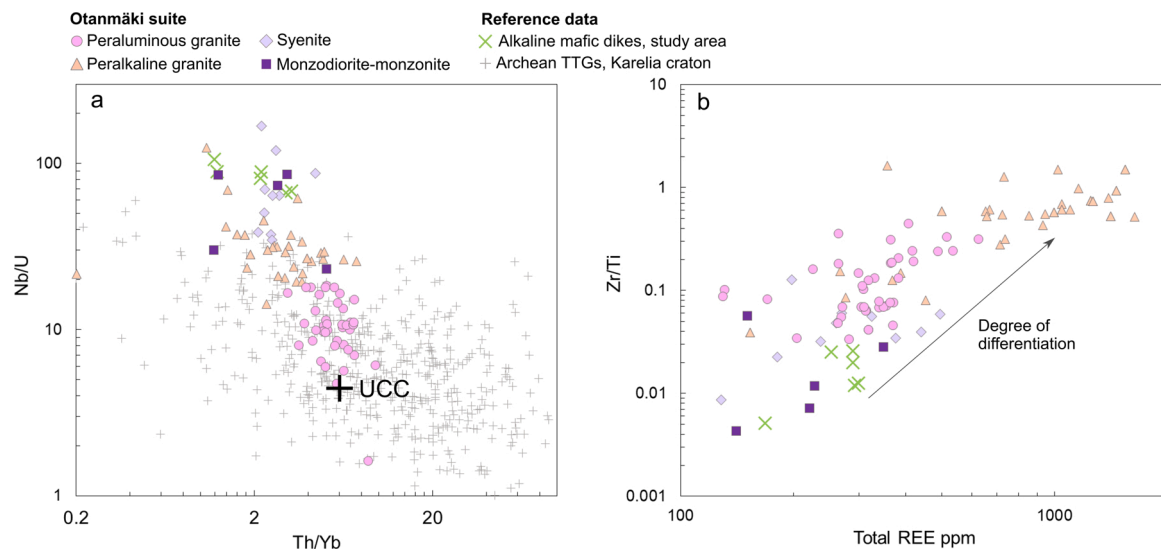 Otanmäki suite
Peraluminous granite
Peralkaline granite
Syenite
Monzodiorite-monzonite
Reference data
Alkaline mafic dikes, study area
Archean TTGs, Karelia craton
a
Nb/U
100
10
1
0.2
2
20
Th/Yb
UCC
b
Zr/Ti
10
1
0.1
0.01
0.001
100
1000
Total REE ppm
Degree of
differentiation